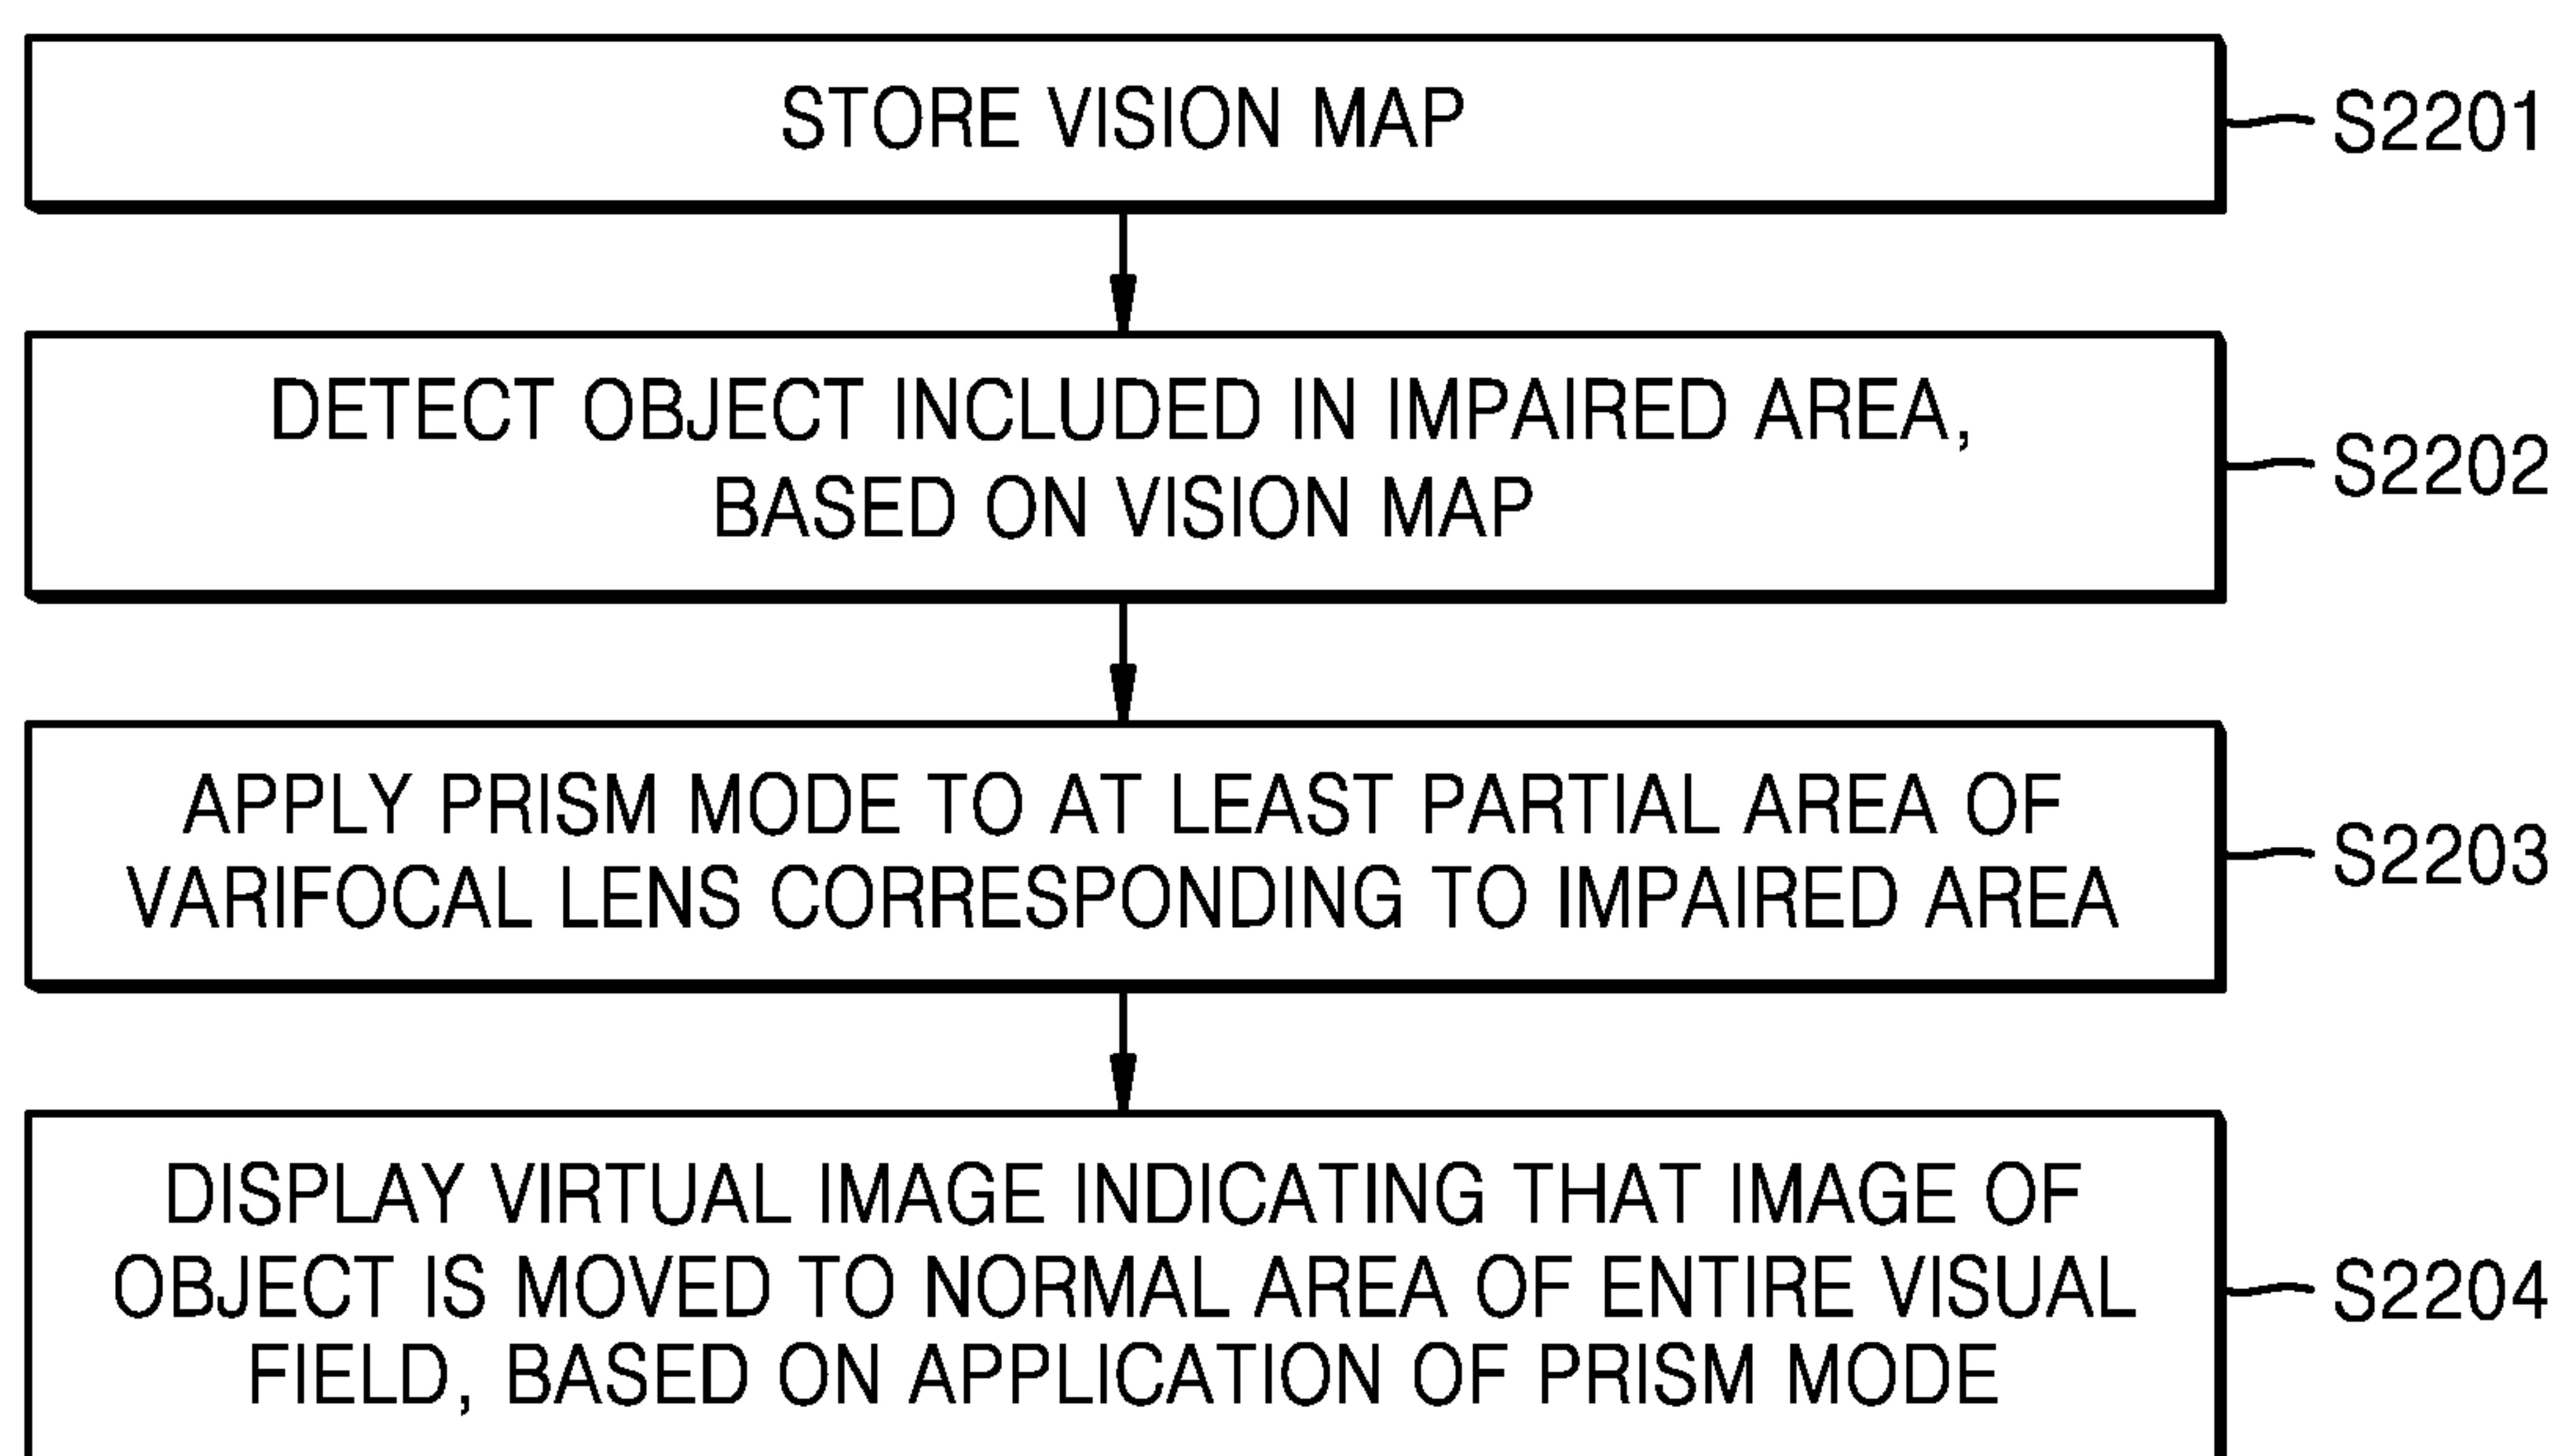 STORE VISION MAP
S2201
DETECT OBJECT INCLUDED IN IMPAIRED AREA,
BASED ON VISION MAP
S2202
APPLY PRISM MODE TO AT LEAST PARTIAL AREA OF
VARIFOCAL LENS CORRESPONDING TO IMPAIRED AREA
S2203
DISPLAY VIRTUAL IMAGE INDICATING THAT IMAGE OF
OBJECT IS MOVED TO NORMAL AREA OF ENTIRE VISUAL
FIELD, BASED ON APPLICATION OF PRISM MODE
S2204